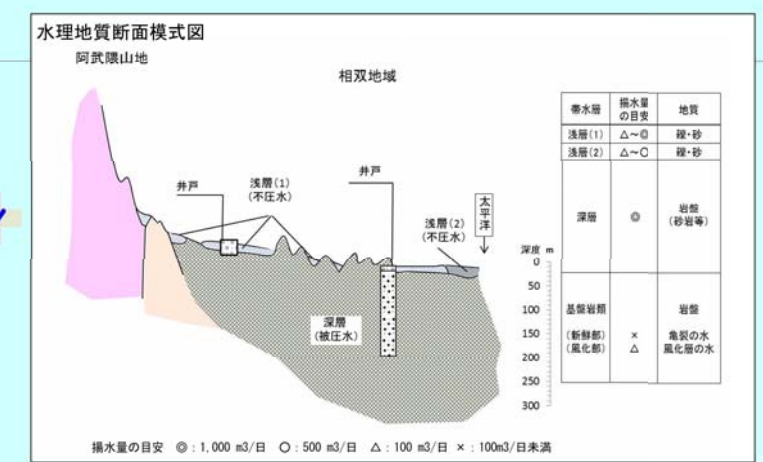 水理地質断面模式図
阿武隈山地
相双地域
井戸
浅層(1)
(不圧水)
井戸
浅層(2)
(不圧水)
太平洋
深層
(被圧水)
深度 m
0
50
100
150
200
250
300
帯水層 揚水量の目安 地質
浅層(1) △～◎ 礫・砂
浅層(2) △～○ 礫・砂
深層 ◎ 岩盤(砂岩等)
基盤岩類 岩盤
(新鮮部) × 亀裂の水
(風化部) △ 風化層の水
揚水量の目安 ◎：1,000 m3/日 ○：500 m3/日 △：100 m3/日 ×：100m3/日未満